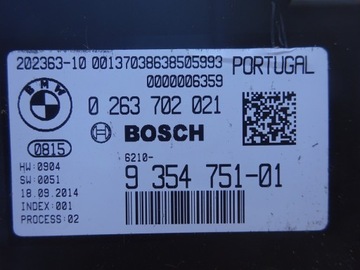 202363-10 00137038638505993
0000006359
PORTUGAL
BMW
0 263 702 021
BOSCH
0815
6210-
HW:0904
SW:0051
18.09.2014
INDEX:001
PROCESS:02
9 354 751-01